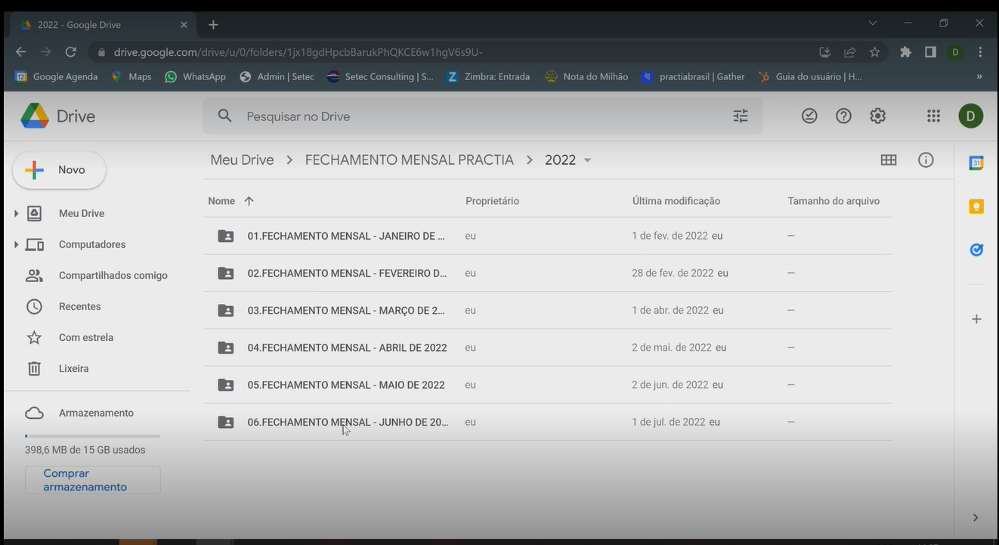 2022 - Google Drive
drive.google.com/drive/u/0/folders/1jx18gdHpcbBarukPhQKCE6w1hgV6s9U-
D
12 Google Agenda Maps WhatsApp Admin | Setec Setec Consulting | S... Zimbra: Entrada Nota do Milhão practiabrasil | Gather Guia do usuário | H... »
Drive
Pesquisar no Drive
D
Novo
Meu Drive > FECHAMENTO MENSAL PRACTIA > 2022
31
Nome Proprietário Última modificação Tamanho do arquivo
Meu Drive
Computadores
Compartilhados comigo
Recentes
Com estrela
Lixeira
Armazenamento
398,6 MB de 15 GB usados
Comprar
armazenamento
01.FECHAMENTO MENSAL - JANEIRO DE ... eu 1 de fev. de 2022 eu —
02.FECHAMENTO MENSAL - FEVEREIRO D... eu 28 de fev. de 2022 eu —
03.FECHAMENTO MENSAL - MARÇO DE 2... eu 1 de abr. de 2022 eu —
04.FECHAMENTO MENSAL - ABRIL DE 2022 eu 2 de mai. de 2022 eu —
05.FECHAMENTO MENSAL - MAIO DE 2022 eu 2 de jun. de 2022 eu —
06.FECHAMENTO MENSAL - JUNHO DE 20... eu 1 de jul. de 2022 eu —